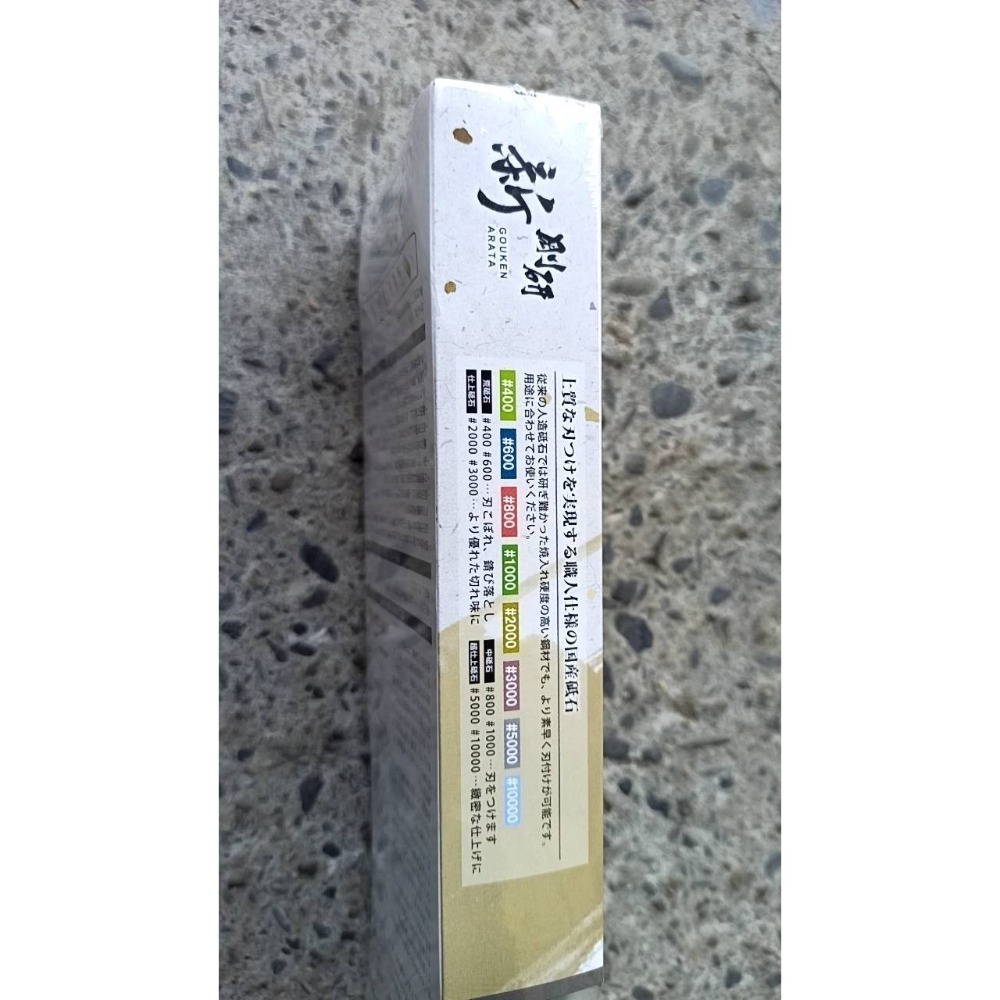 新
剛研
GOUKEN
ARATA
上質な刃つけを実現する職人仕様の国産砥石
従来の人造砥石では研ぎ難かった焼入れ硬度の高い鋼材でも、より素早く刃付けが可能です。
用途に合わせてお使いください。
#400 #600 #800 #1000 #2000 #3000 #5000 #10000
荒砥石 #400 #600…刃こぼれ、錆び落とし 中砥石 #800 #1000…刃をつけます
仕上砥石 #2000 #3000…より優れた切れ味に 超仕上砥石 #5000 #10000…緻密な仕上げに